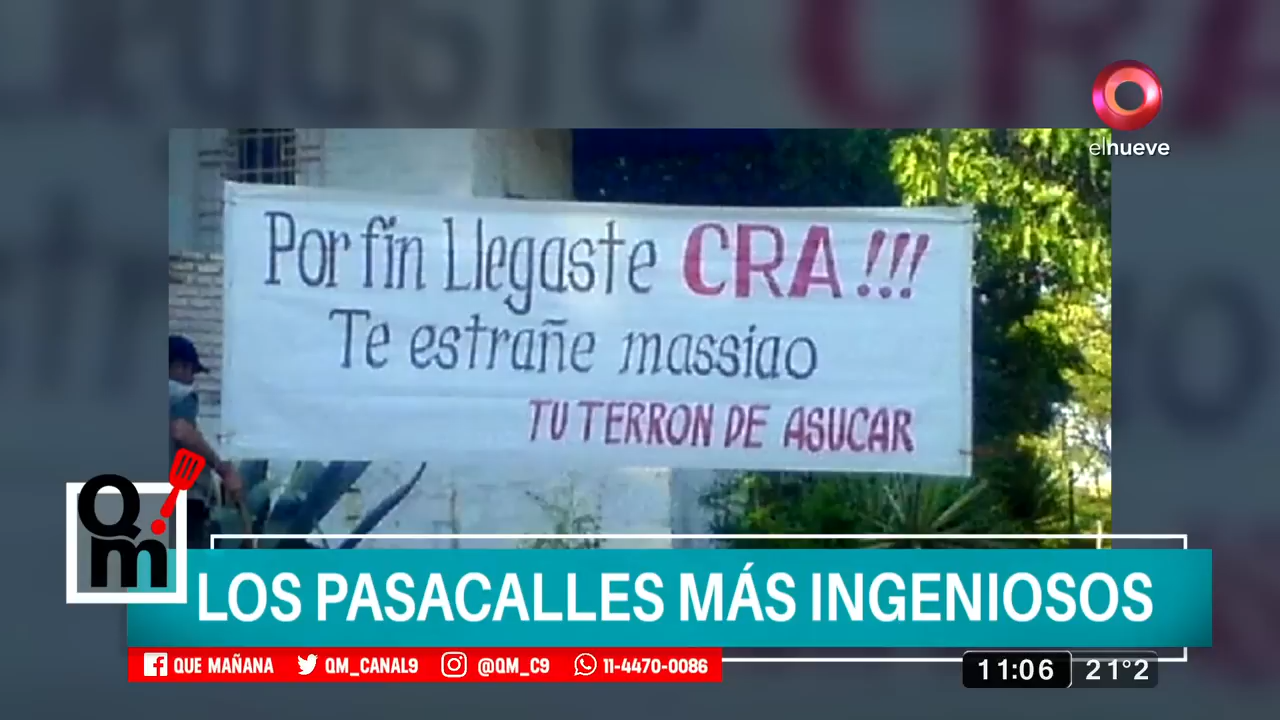 elnueve
Por fin Llegaste CRA!!!
Te estrañe massiao
TU TERRON DE ASUCAR
Q!m
LOS PASACALLES MÁS INGENIOSOS
QUE MAÑANA QM_CANAL9 @QM_C9 11-4470-0086
11:06 21°2